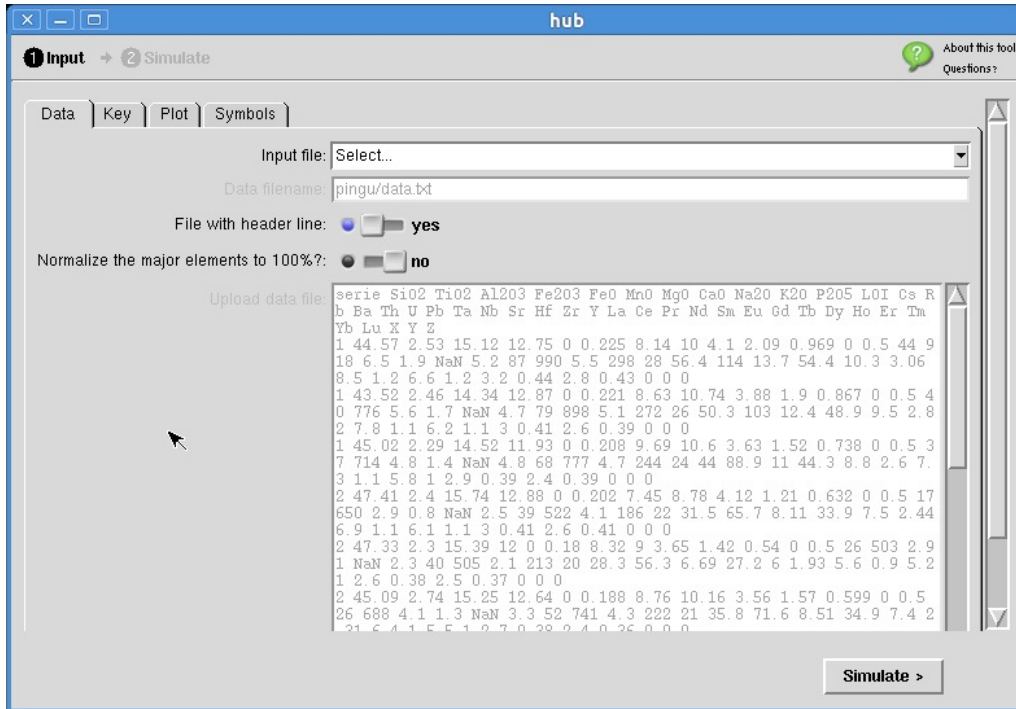 hub
1 Input → 2 Simulate
About this tool
Questions?
Data Key Plot Symbols
Input file: Select...
Data filename: pingu/data.txt
File with header line: yes
Normalize the major elements to 100%?: no
Upload data file:
serie SiO2 TiO2 Al2O3 Fe2O3 FeO MnO MgO CaO Na2O K2O P2O5 LOI Cs R
b Ba Th U Pb Ta Nb Sr Hf Zr Y La Ce Pr Nd Sm Eu Gd Tb Dy Ho Er Tm
Yb Lu X Y Z
1 44.57 2.53 15.12 12.75 0 0.225 8.14 10 4.1 2.09 0.969 0 0.5 44 9
18 6.5 1.9 NaN 5.2 87 990 5.5 298 28 56.4 114 13.7 54.4 10.3 3.06
8.5 1.2 6.6 1.2 3.2 0.44 2.8 0.43 0 0 0
1 43.52 2.46 14.34 12.87 0 0.221 8.63 10.74 3.88 1.9 0.867 0 0.5 4
0 776 5.6 1.7 NaN 4.7 79 898 5.1 272 26 50.3 103 12.4 48.9 9.5 2.8
2 7.8 1.1 6.2 1.1 3 0.41 2.6 0.39 0 0 0
1 45.02 2.29 14.52 11.93 0 0.208 9.69 10.6 3.63 1.52 0.738 0 0.5 3
7 714 4.8 1.4 NaN 4.8 68 777 4.7 244 24 44 88.9 11 44.3 8.8 2.6 7.
3 1.1 5.8 1 2.9 0.39 2.4 0.39 0 0 0
2 47.41 2.4 15.74 12.88 0 0.202 7.45 8.78 4.12 1.21 0.632 0 0.5 17
650 2.9 0.8 NaN 2.5 39 522 4.1 186 22 31.5 65.7 8.11 33.9 7.5 2.44
6.9 1.1 6.1 1.1 3 0.41 2.6 0.41 0 0 0
2 47.33 2.3 15.39 12 0 0.18 8.32 9 3.65 1.42 0.54 0 0.5 26 503 2.9
1 NaN 2.3 40 505 2.1 213 20 28.3 56.3 6.69 27.2 6 1.93 5.6 0.9 5.2
1 2.6 0.38 2.5 0.37 0 0 0
2 45.09 2.74 15.25 12.64 0 0.188 8.76 10.16 3.56 1.57 0.599 0 0.5
26 688 4.1 1.3 NaN 3.3 52 741 4.3 222 21 35.8 71.6 8.51 34.9 7.4 2
Simulate >